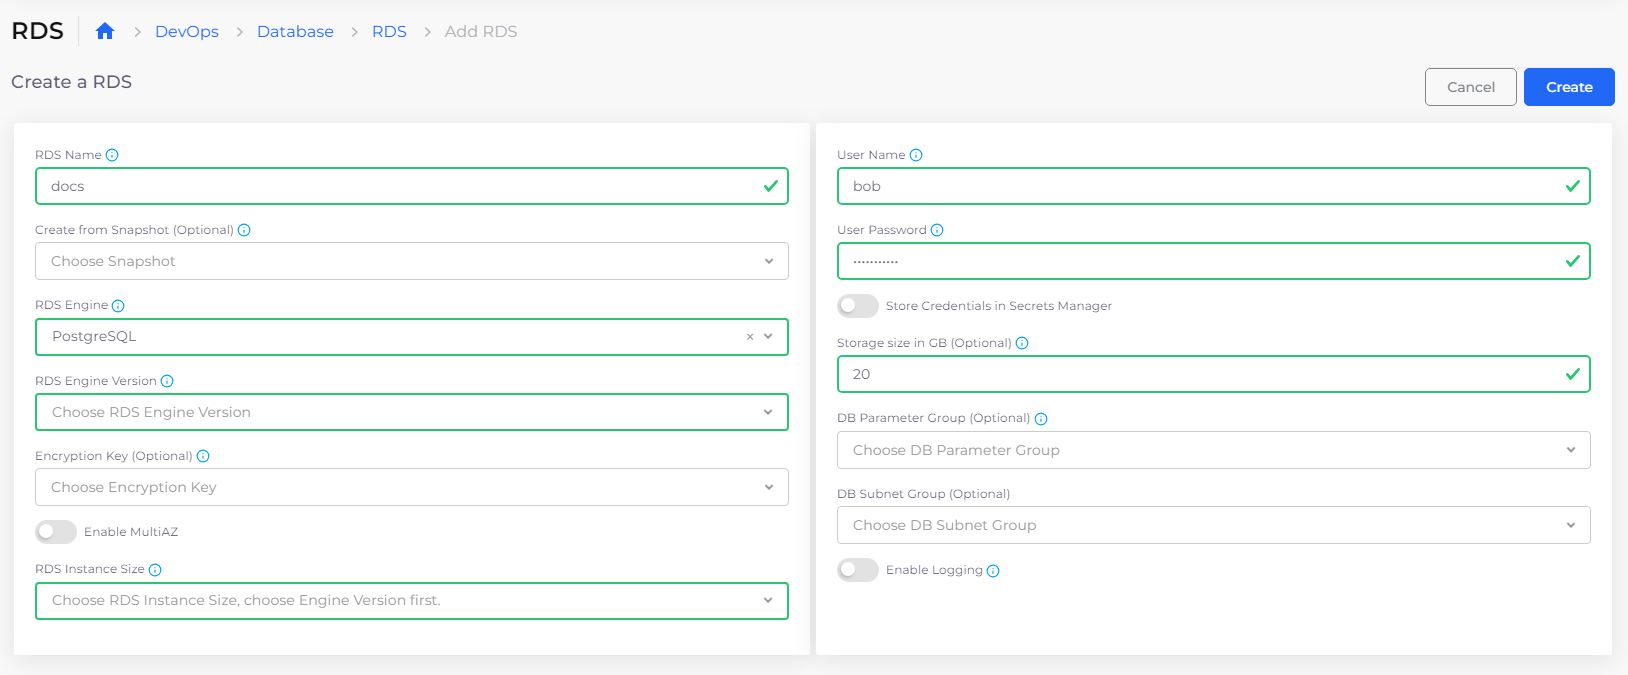 RDS DevOps Database RDS Add RDS
Create a RDS
Cancel Create
RDS Name
docs
Create from Snapshot (Optional)
Choose Snapshot
RDS Engine
PostgreSQL
RDS Engine Version
Choose RDS Engine Version
Encryption Key (Optional)
Choose Encryption Key
Enable MultiAZ
RDS Instance Size
Choose RDS Instance Size, choose Engine Version first.
User Name
bob
User Password
•••••••••••
Store Credentials in Secrets Manager
Storage size in GB (Optional)
20
DB Parameter Group (Optional)
Choose DB Parameter Group
DB Subnet Group (Optional)
Choose DB Subnet Group
Enable Logging